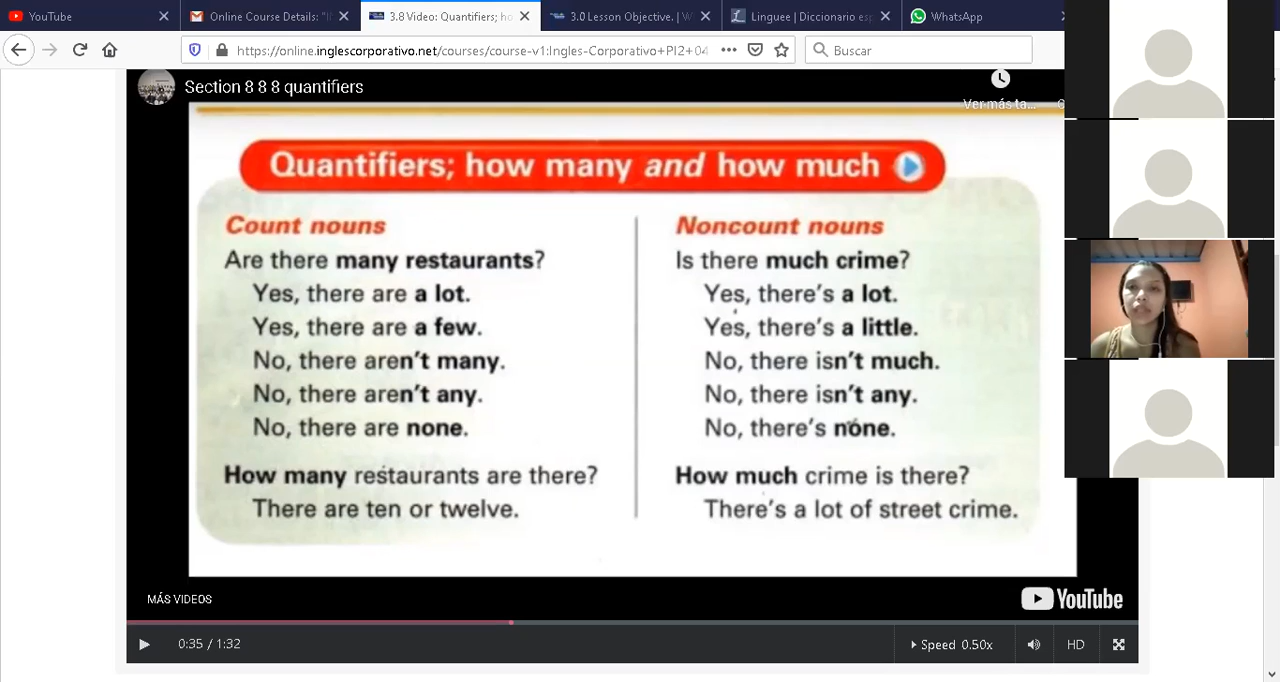 YouTube
Online Course Details: "I
3.8 Video: Quantifiers; ho
3.0 Lesson Objective. | W
Linguee | Diccionario esp
WhatsApp
https://online.inglescorporativo.net/courses/course-v1:Ingles-Corporativo+PI2+04
Buscar
Section 8 8 8 quantifiers
Ver más ta...
Quantifiers; how many and how much
Count nouns
Are there many restaurants?
Yes, there are a lot.
Yes, there are a few.
No, there aren't many.
No, there aren't any.
No, there are none.
How many restaurants are there?
There are ten or twelve.
Noncount nouns
Is there much crime?
Yes, there's a lot.
Yes, there's a little.
No, there isn't much.
No, there isn't any.
No, there's none.
How much crime is there?
There's a lot of street crime.
MÁS VIDEOS
YouTube
0:35 / 1:32
Speed 0.50x
HD